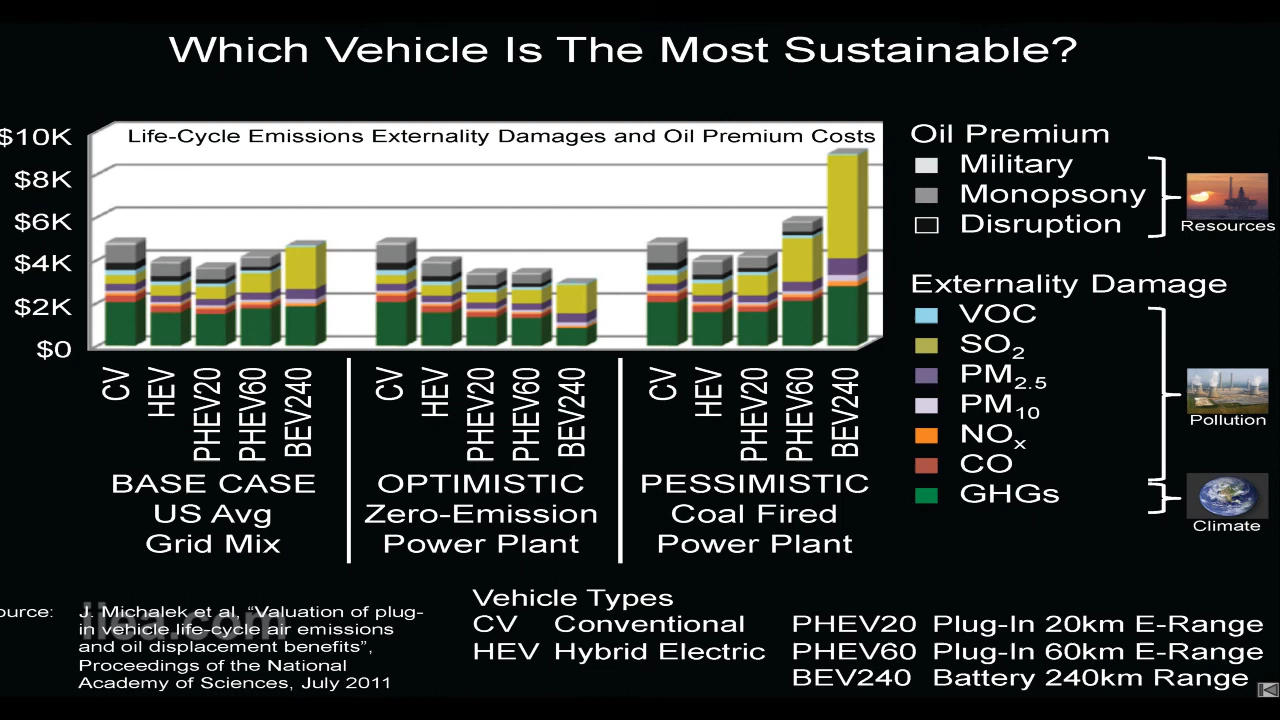 Which Vehicle Is The Most Sustainable?
Life-Cycle Emissions Externality Damages and Oil Premium Costs
$10K
$8K
$6K
$4K
$2K
$0
CV HEV PHEV20 PHEV60 BEV240
CV HEV PHEV20 PHEV60 BEV240
CV HEV PHEV20 PHEV60 BEV240
BASE CASE
US Avg
Grid Mix
OPTIMISTIC
Zero-Emission
Power Plant
PESSIMISTIC
Coal Fired
Power Plant
Oil Premium
Military
Monopsony
Disruption
Resources
Externality Damage
VOC
SO2
PM2.5
PM10
NOx
CO
GHGs
Pollution
Climate
ource: J. Michalek et al, “Valuation of plug-
in vehicle life-cycle air emissions
and oil displacement benefits”,
Proceedings of the National
Academy of Sciences, July 2011
Vehicle Types
CV Conventional
HEV Hybrid Electric
PHEV20 Plug-In 20km E-Range
PHEV60 Plug-In 60km E-Range
BEV240 Battery 240km Range